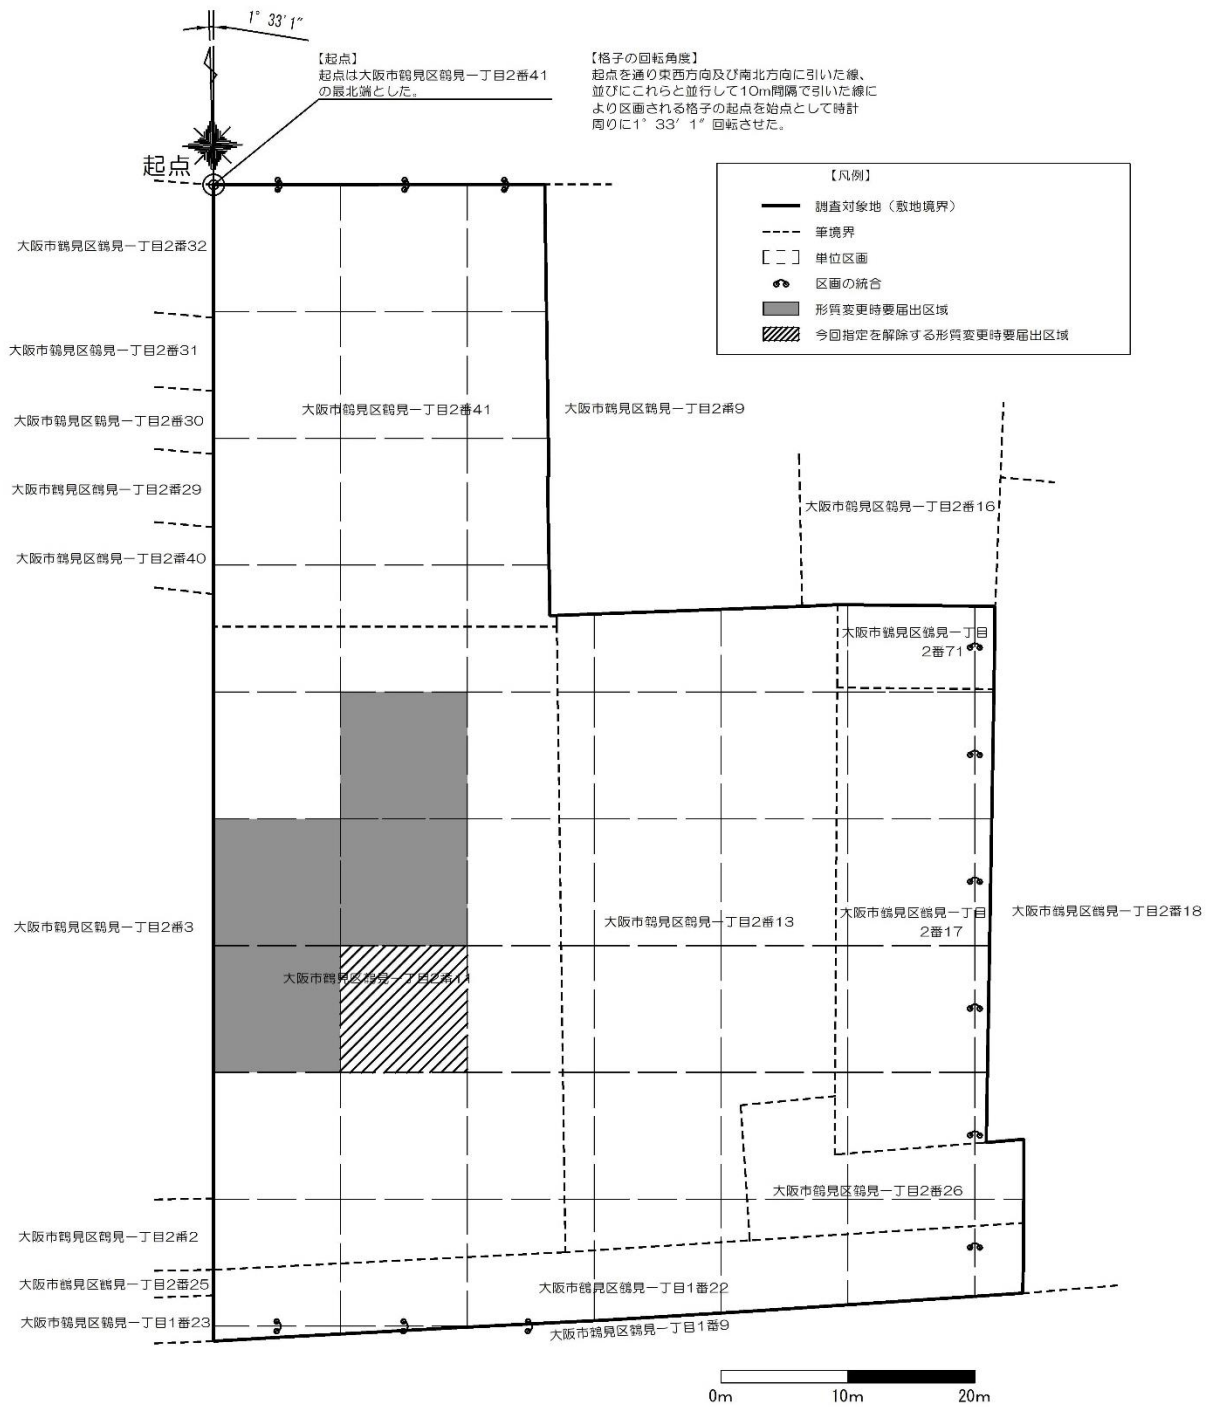 1° 33′1″
【起点】
起点は大阪市鶴見区鶴見一丁目2番41
の最北端とした。
【格子の回転角度】
起点を通り東西方向及び南北方向に引いた線、
並びにこれらと並行して10m間隔で引いた線に
より区画される格子の起点を始点として時計
周りに1° 33′ 1″ 回転させた。
起点
【凡例】
調査対象地（敷地境界）
筆境界
単位区画
区画の統合
形質変更時要届出区域
今回指定を解除する形質変更時要届出区域
大阪市鶴見区鶴見一丁目2番32
大阪市鶴見区鶴見一丁目2番31
大阪市鶴見区鶴見一丁目2番41
大阪市鶴見区鶴見一丁目2番9
大阪市鶴見区鶴見一丁目2番30
大阪市鶴見区鶴見一丁目2番29
大阪市鶴見区鶴見一丁目2番16
大阪市鶴見区鶴見一丁目2番40
大阪市鶴見区鶴見一丁目
2番71
大阪市鶴見区鶴見一丁目2番3
大阪市鶴見区鶴見一丁目2番13
大阪市鶴見区鶴見一丁目
2番17
大阪市鶴見区鶴見一丁目2番18
大阪市鶴見区鶴見一丁目2番11
大阪市鶴見区鶴見一丁目2番26
大阪市鶴見区鶴見一丁目2番2
大阪市鶴見区鶴見一丁目2番25
大阪市鶴見区鶴見一丁目1番22
大阪市鶴見区鶴見一丁目1番23
大阪市鶴見区鶴見一丁目1番9
0m 10m 20m